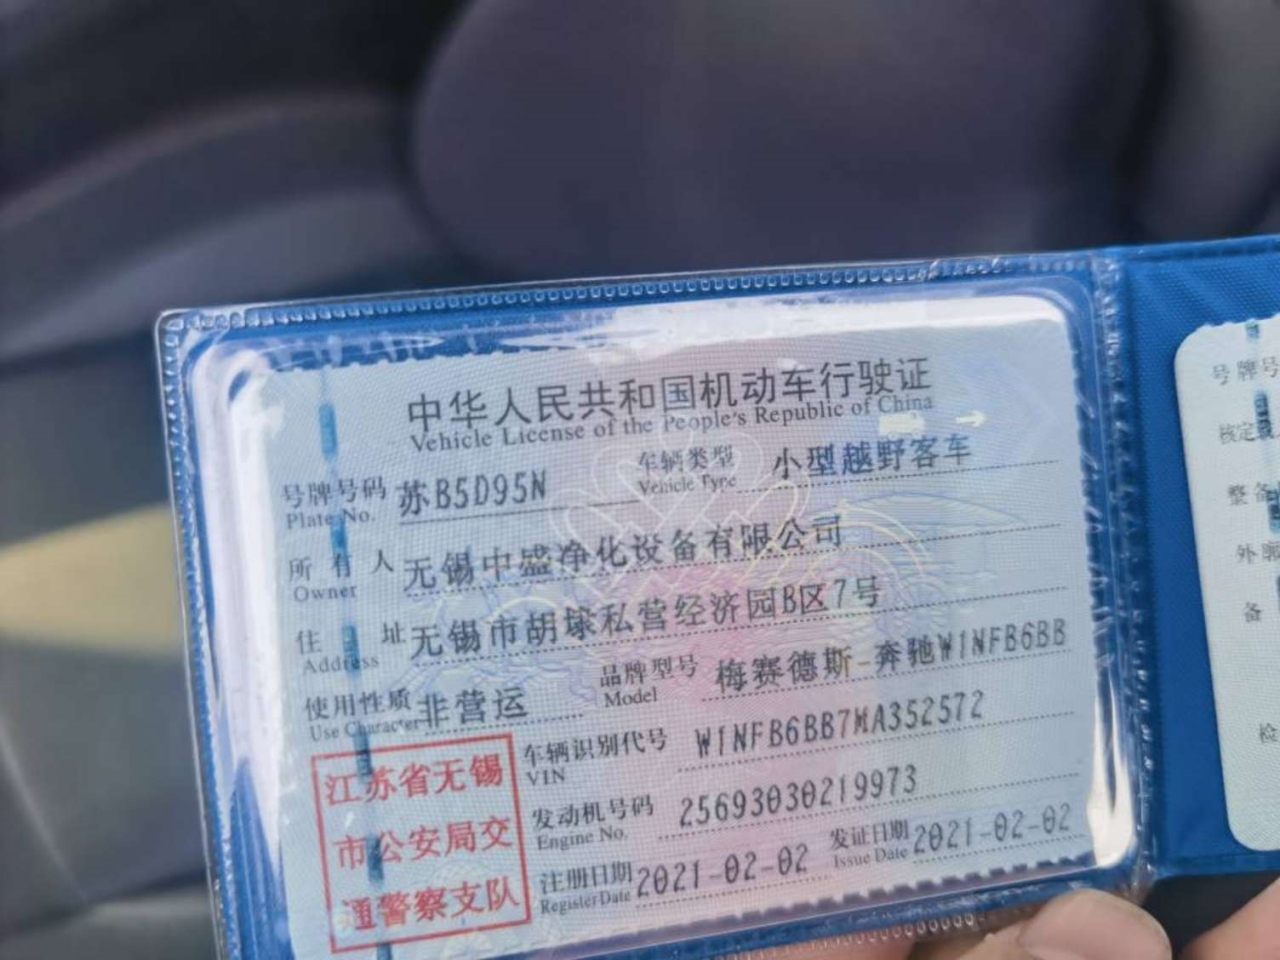 中华人民共和国机动车行驶证
Vehicle License of the People's Republic of China
号牌号码 苏B5D95N 车辆类型 小型越野客车
Plate No. Vehicle Type
所有人 无锡中盛净化设备有限公司
Owner
住址 无锡市胡埭私营经济园B区7号
Address
使用性质 非营运 品牌型号 梅赛德斯-奔驰W1NFB6BB
Use Character Model
江苏省无锡
市公安局交
通警察支队
车辆识别代号 W1NFB6BB7MA352572
VIN
发动机号码 25693030219973
Engine No.
注册日期 2021-02-02 发证日期 2021-02-02
Register Date Issue Date
号牌号
核定
整备
外廓
备
检